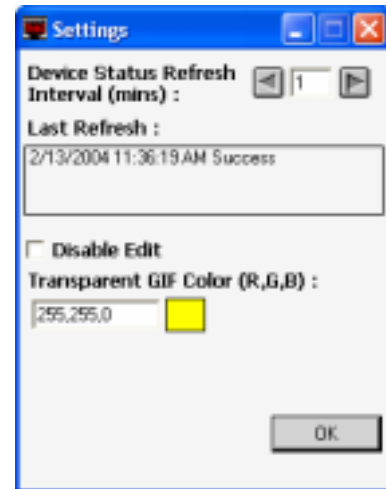 Settings
Device Status Refresh
Interval (mins) :
1
Last Refresh :
2/13/2004 11:36:19 AM Success
Disable Edit
Transparent GIF Color (R,G,B) :
255,255,0
OK